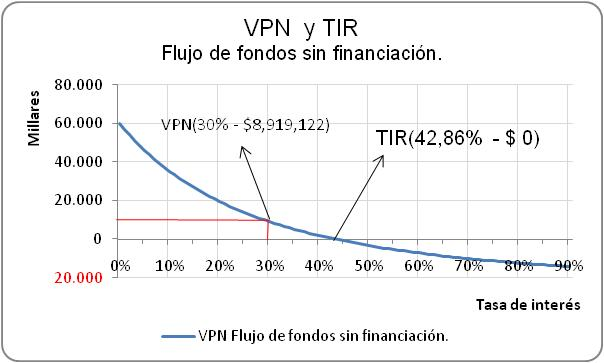 VPN y TIR
Flujo de fondos sin financiación.
Millares
80.000
60.000
40.000
20.000
0
20.000
VPN(30% - $8,919,122)
TIR(42,86% - $ 0)
0% 10% 20% 30% 40% 50% 60% 70% 80% 90%
Tasa de interés
VPN Flujo de fondos sin financiación.